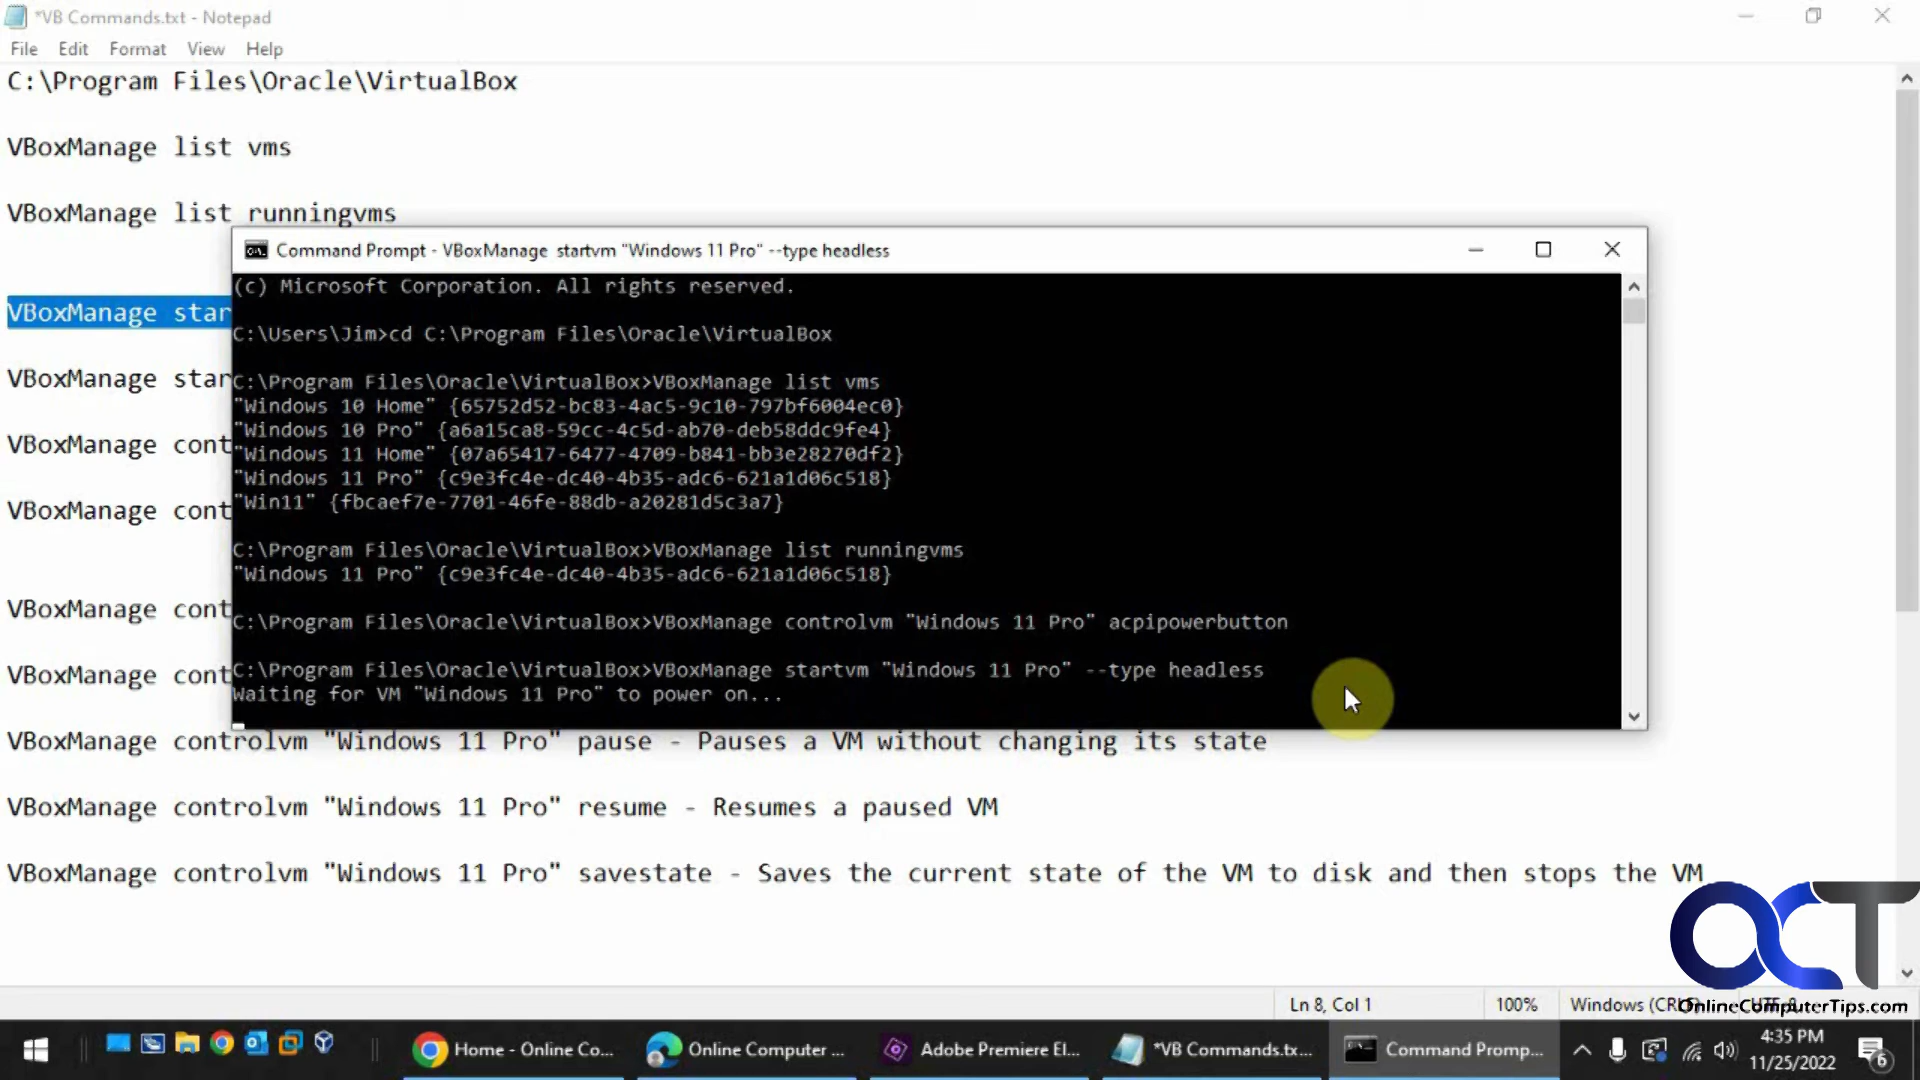 *VB Commands.txt - Notepad
File Edit Format View Help
C:\Program Files\Oracle\VirtualBox
VBoxManage list vms
VBoxManage list runningvms
VBoxManage star
VBoxManage star
VBoxManage cont
VBoxManage cont
VBoxManage cont
VBoxManage cont
Command Prompt - VBoxManage startvm "Windows 11 Pro" --type headless
(c) Microsoft Corporation. All rights reserved.
C:\Users\Jim>cd C:\Program Files\Oracle\VirtualBox
C:\Program Files\Oracle\VirtualBox>VBoxManage list vms
"Windows 10 Home" {65752d52-bc83-4ac5-9c10-797bf6004ec0}
"Windows 10 Pro" {a6a15ca8-59cc-4c5d-ab70-deb58ddc9fe4}
"Windows 11 Home" {07a65417-6477-4709-b841-bb3e28270df2}
"Windows 11 Pro" {c9e3fc4e-dc40-4b35-adc6-621a1d06c518}
"Win11" {fbcaef7e-7701-46fe-88db-a20281d5c3a7}
C:\Program Files\Oracle\VirtualBox>VBoxManage list runningvms
"Windows 11 Pro" {c9e3fc4e-dc40-4b35-adc6-621a1d06c518}
C:\Program Files\Oracle\VirtualBox>VBoxManage controlvm "Windows 11 Pro" acpipowerbutton
C:\Program Files\Oracle\VirtualBox>VBoxManage startvm "Windows 11 Pro" --type headless
Waiting for VM "Windows 11 Pro" to power on...
VBoxManage controlvm "Windows 11 Pro" pause - Pauses a VM without changing its state
VBoxManage controlvm "Windows 11 Pro" resume - Resumes a paused VM
VBoxManage controlvm "Windows 11 Pro" savestate - Saves the current state of the VM to disk and then stops the VM
OCT
OnlineComputerTips.com
Ln 8, Col 1 100% Windows (CRLF)
Home - Online Co... Online Computer ... Adobe Premiere El... *VB Commands.tx... Command Promp...
4:35 PM
11/25/2022
6